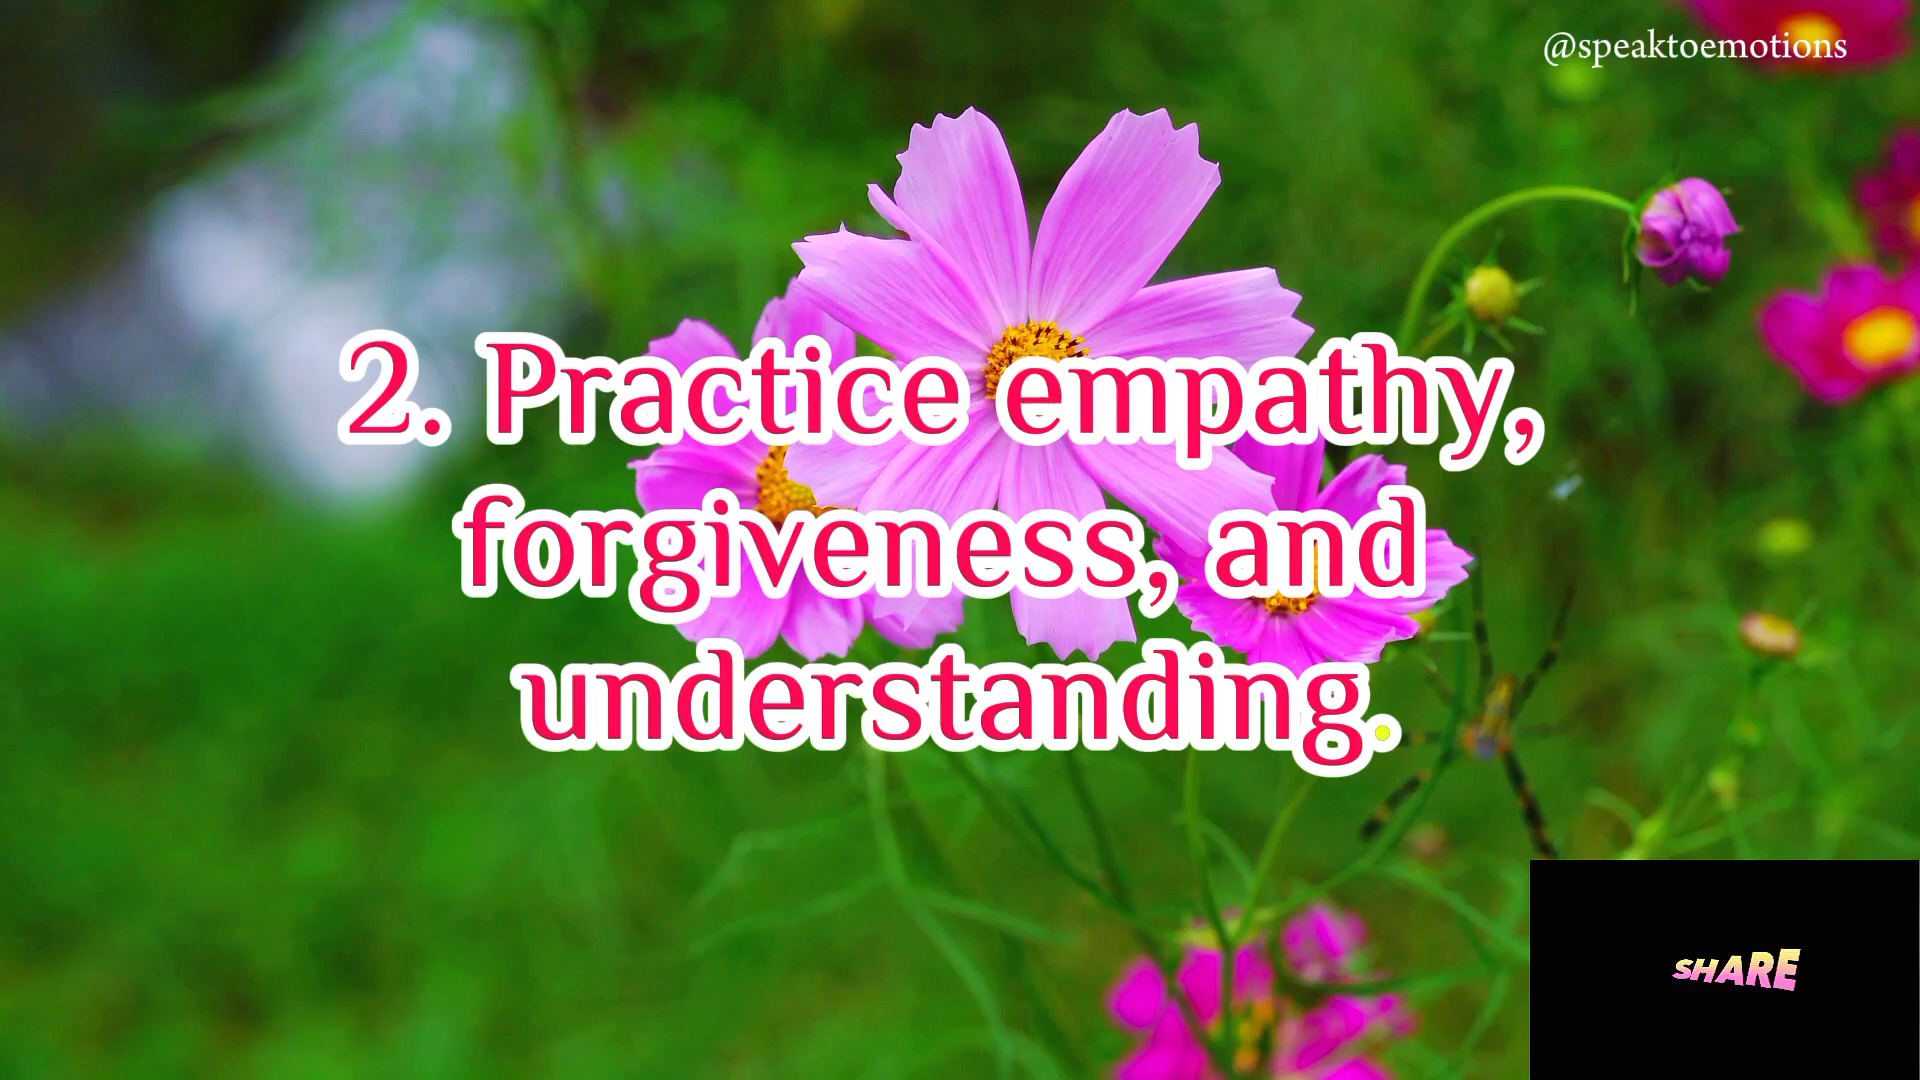 @speaktoemotions
2. Practice empathy,
forgiveness, and
understanding.
SHARE